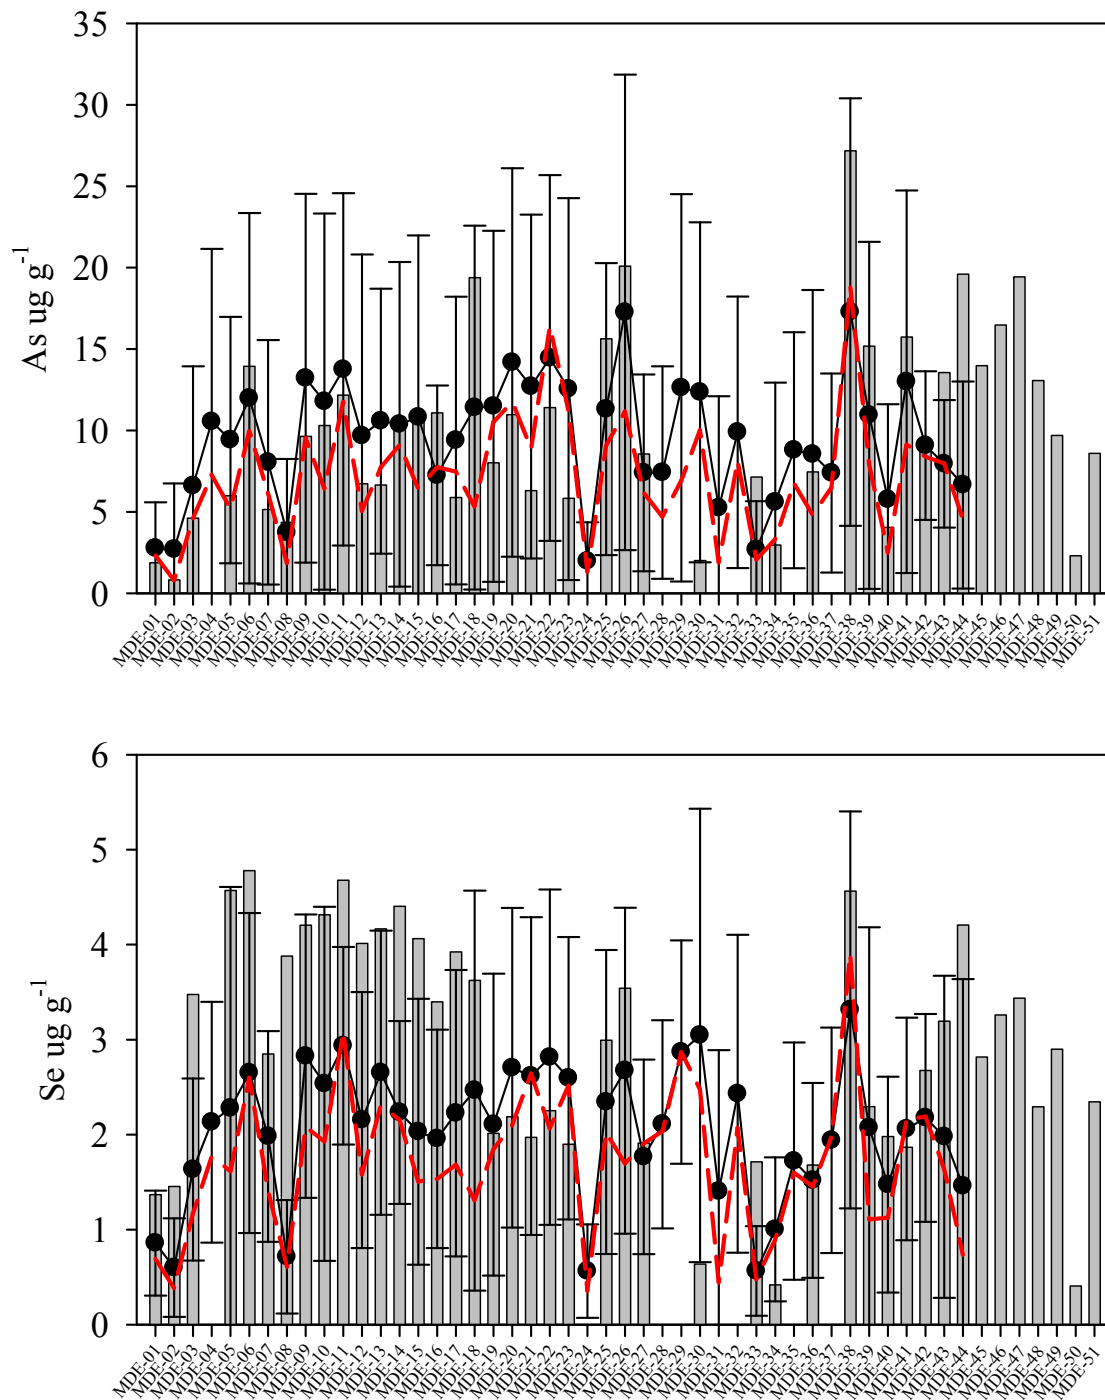 35
30
25
20
15
10
5
0
As ug g⁻¹
MDE-01
MDE-02
MDE-03
MDE-04
MDE-05
MDE-06
MDE-07
MDE-08
MDE-09
MDE-10
MDE-11
MDE-12
MDE-13
MDE-14
MDE-15
MDE-16
MDE-17
MDE-18
MDE-19
MDE-20
MDE-21
MDE-22
MDE-23
MDE-24
MDE-25
MDE-26
MDE-27
MDE-28
MDE-29
MDE-30
MDE-31
MDE-32
MDE-33
MDE-34
MDE-35
MDE-36
MDE-37
MDE-38
MDE-39
MDE-40
MDE-41
MDE-42
MDE-43
MDE-44
MDE-45
MDE-46
MDE-47
MDE-48
MDE-49
MDE-50
MDE-51
6
5
4
3
2
1
0
Se ug g⁻¹
MDE-01
MDE-02
MDE-03
MDE-04
MDE-05
MDE-06
MDE-07
MDE-08
MDE-09
MDE-10
MDE-11
MDE-12
MDE-13
MDE-14
MDE-15
MDE-16
MDE-17
MDE-18
MDE-19
MDE-20
MDE-21
MDE-22
MDE-23
MDE-24
MDE-25
MDE-26
MDE-27
MDE-28
MDE-29
MDE-30
MDE-31
MDE-32
MDE-33
MDE-34
MDE-35
MDE-36
MDE-37
MDE-38
MDE-39
MDE-40
MDE-41
MDE-42
MDE-43
MDE-44
MDE-45
MDE-46
MDE-47
MDE-48
MDE-49
MDE-50
MDE-51